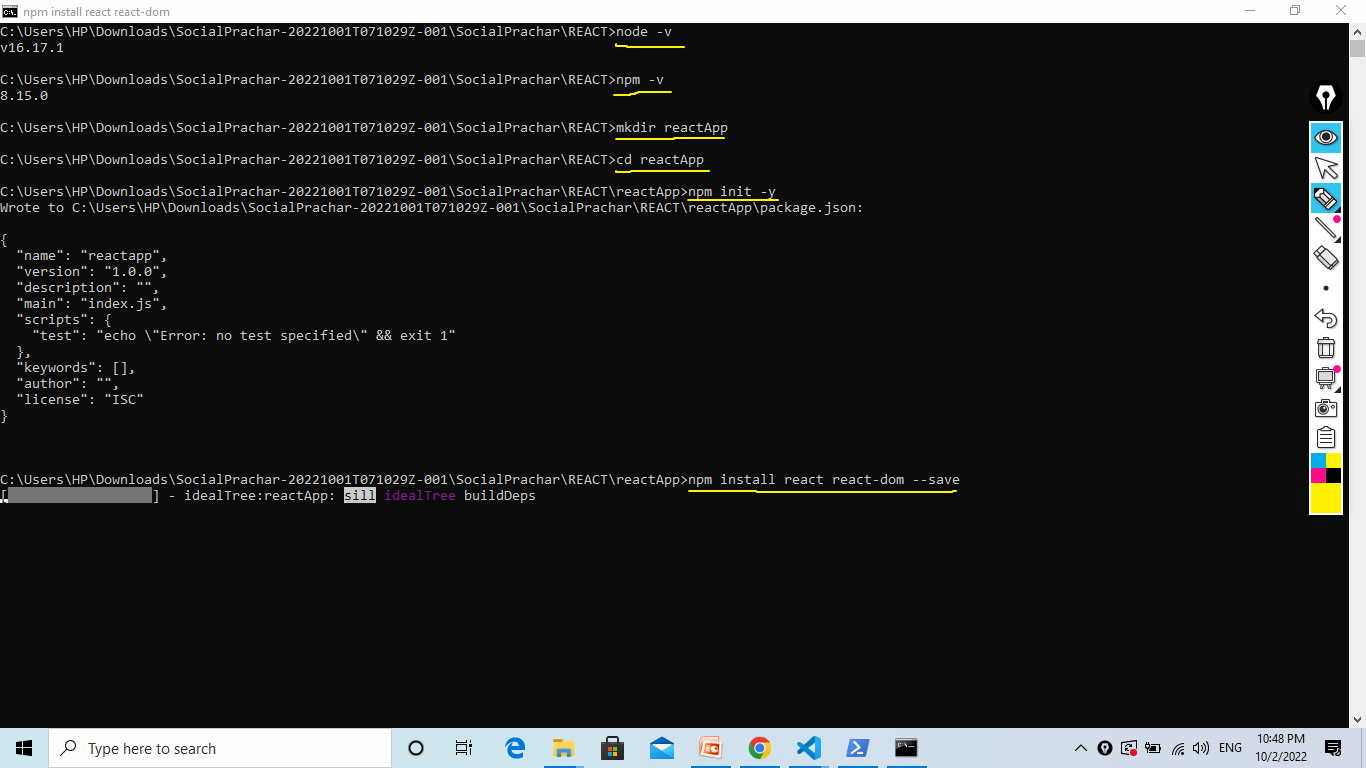 npm install react react-dom
C:\Users\HP\Downloads\SocialPrachar-20221001T071029Z-001\SocialPrachar\REACT>node -v
v16.17.1
C:\Users\HP\Downloads\SocialPrachar-20221001T071029Z-001\SocialPrachar\REACT>npm -v
8.15.0
C:\Users\HP\Downloads\SocialPrachar-20221001T071029Z-001\SocialPrachar\REACT>mkdir reactApp
C:\Users\HP\Downloads\SocialPrachar-20221001T071029Z-001\SocialPrachar\REACT>cd reactApp
C:\Users\HP\Downloads\SocialPrachar-20221001T071029Z-001\SocialPrachar\REACT\reactApp>npm init -y
Wrote to C:\Users\HP\Downloads\SocialPrachar-20221001T071029Z-001\SocialPrachar\REACT\reactApp\package.json:
{
  "name": "reactapp",
  "version": "1.0.0",
  "description": "",
  "main": "index.js",
  "scripts": {
    "test": "echo \"Error: no test specified\" && exit 1"
  },
  "keywords": [],
  "author": "",
  "license": "ISC"
}
C:\Users\HP\Downloads\SocialPrachar-20221001T071029Z-001\SocialPrachar\REACT\reactApp>npm install react react-dom --save
[                  ] - idealTree:reactApp: sill idealTree buildDeps
Type here to search
ENG
10:48 PM
10/2/2022